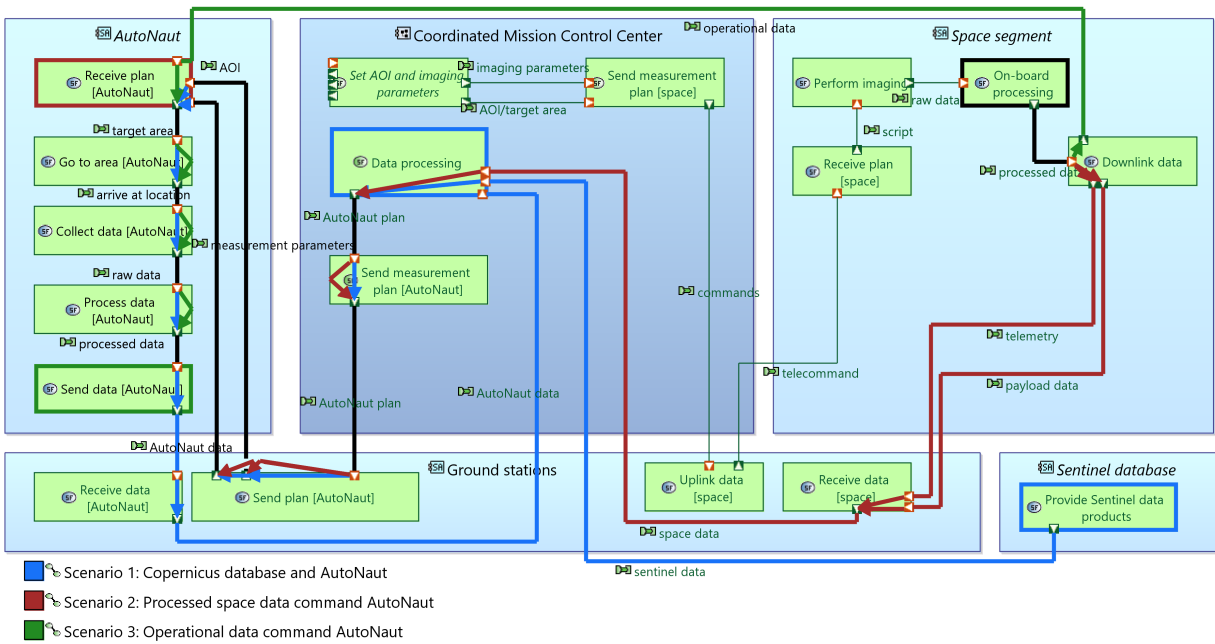 AutoNaut
Receive plan
[AutoNaut]
AOI
target area
Go to area [AutoNaut]
arrive at location
Collect data [AutoNaut]
measurement parameters
raw data
Process data
[AutoNaut]
processed data
Send data [AutoNaut]
AutoNaut data
Coordinated Mission Control Center
operational data
Set AOI and imaging
parameters
imaging parameters
AOI/target area
Send measurement
plan [space]
Data processing
AutoNaut plan
Send measurement
plan [AutoNaut]
commands
AutoNaut plan
AutoNaut data
Space segment
Perform imaging
raw data
On-board
processing
script
Receive plan
[space]
processed data
Downlink data
telemetry
telecommand
payload data
Ground stations
Receive data
[AutoNaut]
Send plan [AutoNaut]
Uplink data
[space]
Receive data
[space]
space data
Sentinel database
Provide Sentinel data
products
sentinel data
Scenario 1: Copernicus database and AutoNaut
Scenario 2: Processed space data command AutoNaut
Scenario 3: Operational data command AutoNaut